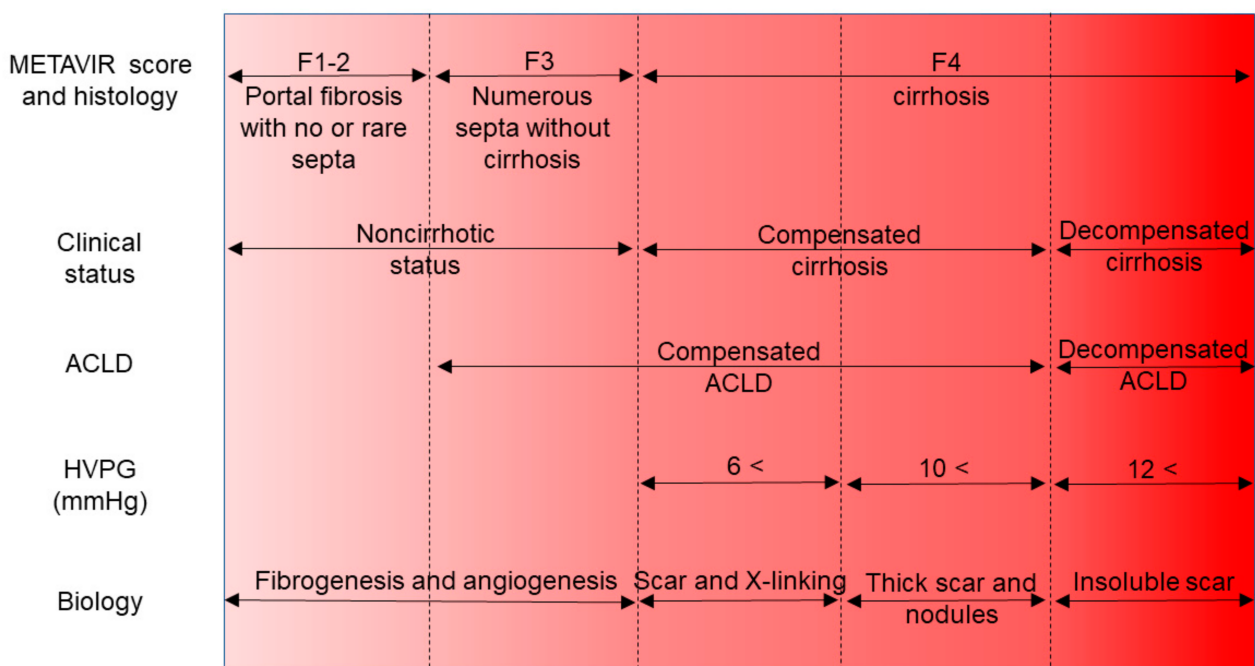 METAVIR score
and histology
F1-2
Portal fibrosis
with no or rare
septa
F3
Numerous
septa without
cirrhosis
F4
cirrhosis
Clinical
status
Noncirrhotic
status
Compensated
cirrhosis
Decompensated
cirrhosis
ACLD
Compensated
ACLD
Decompensated
ACLD
HVPG
(mmHg)
6 <
10 <
12 <
Biology
Fibrogenesis and angiogenesis
Scar and X-linking
Thick scar and
nodules
Insoluble scar